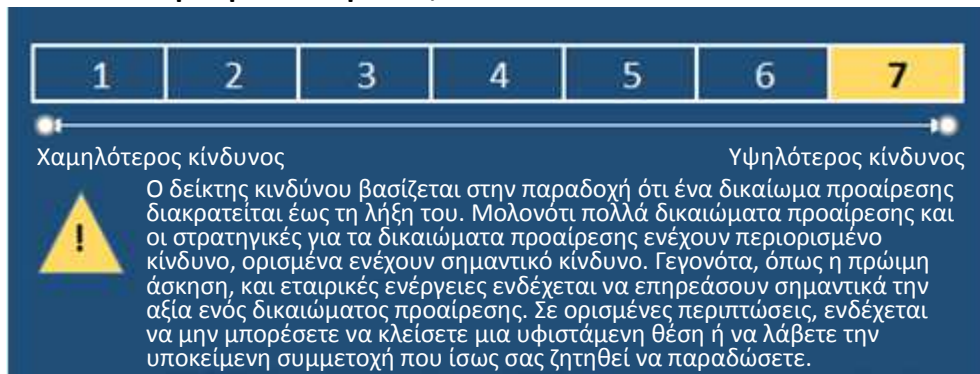 1 2 3 4 5 6 7
Χαμηλότερος κίνδυνος Υψηλότερος κίνδυνος
Ο δείκτης κινδύνου βασίζεται στην παραδοχή ότι ένα δικαίωμα προαίρεσης
διακρατείται έως τη λήξη του. Μολονότι πολλά δικαιώματα προαίρεσης και
οι στρατηγικές για τα δικαιώματα προαίρεσης ενέχουν περιορισμένο
κίνδυνο, ορισμένα ενέχουν σημαντικό κίνδυνο. Γεγονότα, όπως η πρώιμη
άσκηση, και εταιρικές ενέργειες ενδέχεται να επηρεάσουν σημαντικά την
αξία ενός δικαιώματος προαίρεσης. Σε ορισμένες περιπτώσεις, ενδέχεται
να μην μπορέσετε να κλείσετε μια υφιστάμενη θέση ή να λάβετε την
υποκείμενη συμμετοχή που ίσως σας ζητηθεί να παραδώσετε.